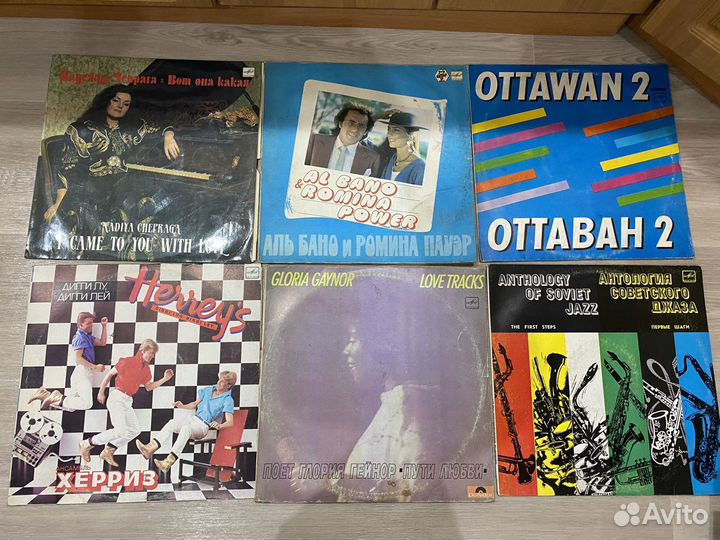 Надежда Чепрага • Вот она какая
NADIYA CHEPRAGA
I CAME TO YOU WITH LOVE
AL BANO
& ROMINA
POWER
АЛЬ БАНО и РОМИНА ПАУЭР
OTTAWAN 2
ОТТАВАН 2
ДИГГИ ЛУ,
ДИГГИ ЛЕЙ
Herrey's
АНСАМБЛЬ
ХЕРРИЗ
GLORIA GAYNOR
LOVE TRACKS
ПОЕТ ГЛОРИЯ ГЕЙНОР •ПУТИ ЛЮБВИ•
ANTHOLOGY
OF SOVIET
JAZZ
THE FIRST STEPS
АНТОЛОГИЯ
СОВЕТСКОГО
ДЖАЗА
ПЕРВЫЕ ШАГИ
Avito